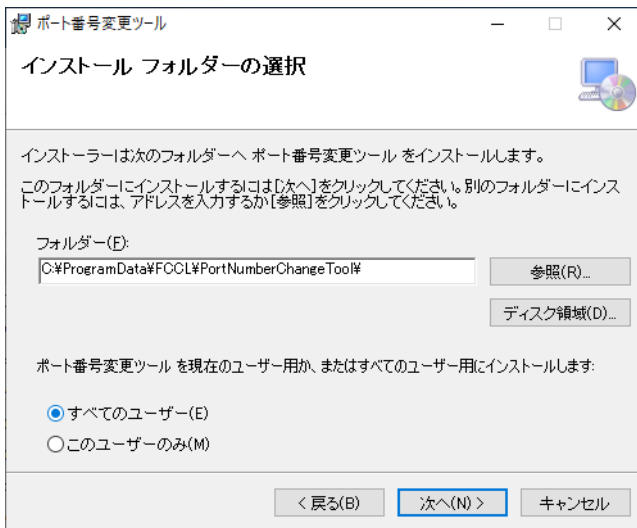 ポート番号変更ツール
インストール フォルダーの選択
インストーラーは次のフォルダーへ ポート番号変更ツール をインストールします。
このフォルダーにインストールするには[次へ]をクリックしてください。別のフォルダーにインス
トールするには、アドレスを入力するか[参照]をクリックしてください。
フォルダー(F):
C:¥ProgramData¥FCCL¥PortNumberChangeTool¥
参照(R)...
ディスク領域(D)...
ポート番号変更ツール を現在のユーザー用か、またはすべてのユーザー用にインストールします:
すべてのユーザー(E)
このユーザーのみ(M)
< 戻る(B)
次へ(N) >
キャンセル